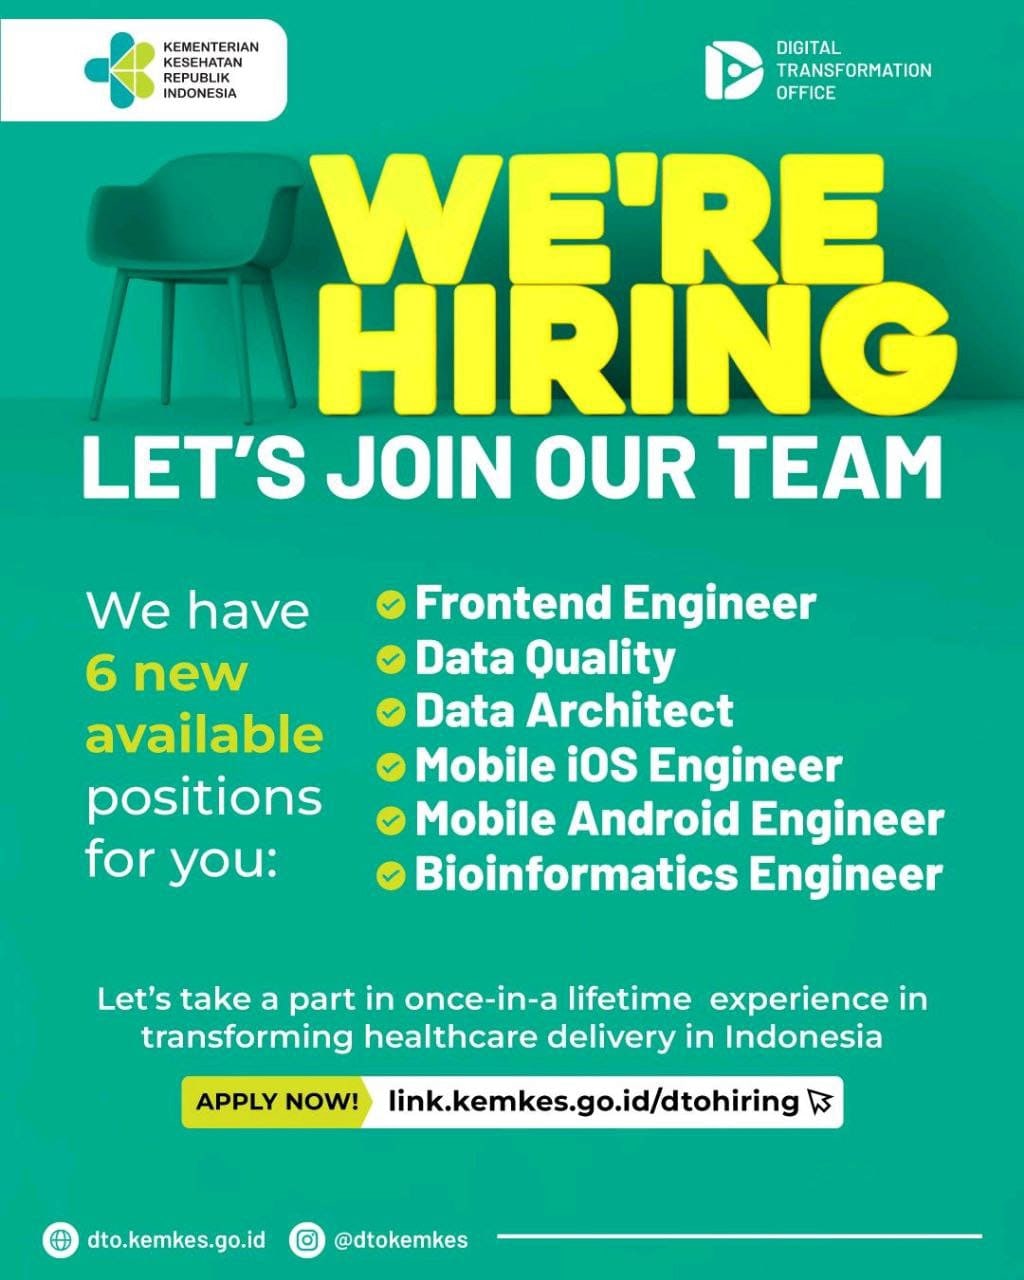 KEMENTERIAN
KESEHATAN
REPUBLIK
INDONESIA
DIGITAL
TRANSFORMATION
OFFICE
WE'RE
HIRING
LET'S JOIN OUR TEAM
We have
6 new
available
positions
for you:
Frontend Engineer
Data Quality
Data Architect
Mobile iOS Engineer
Mobile Android Engineer
Bioinformatics Engineer
Let's take a part in once-in-a lifetime experience in
transforming healthcare delivery in Indonesia
APPLY NOW! link.kemkes.go.id/dtohiring
dto.kemkes.go.id @dtokemkes